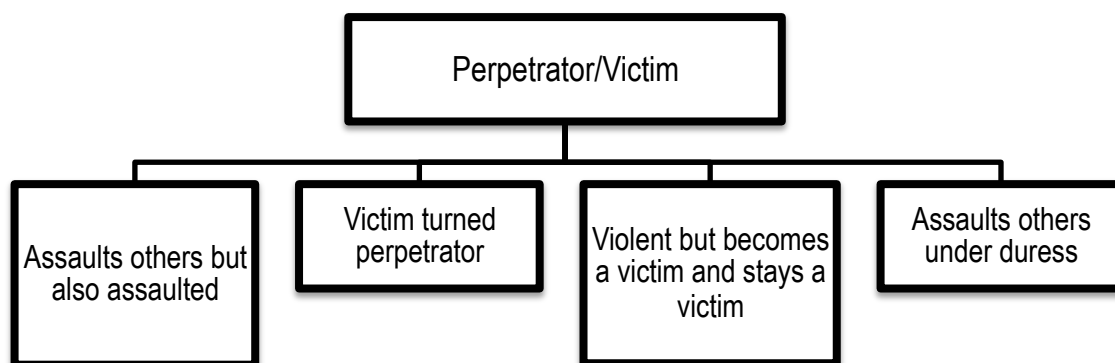 Perpetrator/Victim
Assaults others but
also assaulted
Victim turned
perpetrator
Violent but becomes
a victim and stays a
victim
Assaults others
under duress